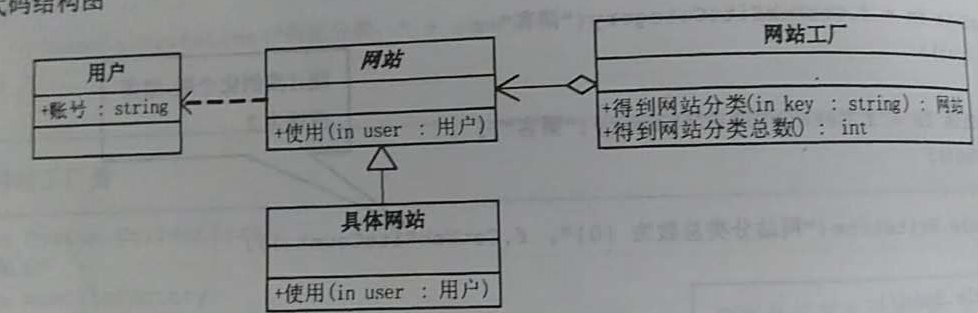 代码结构图
用户
+账号 : string
网站
+使用(in user : 用户)
网站工厂
+得到网站分类(in key : string) : 网站
+得到网站分类总数() : int
具体网站
+使用(in user : 用户)